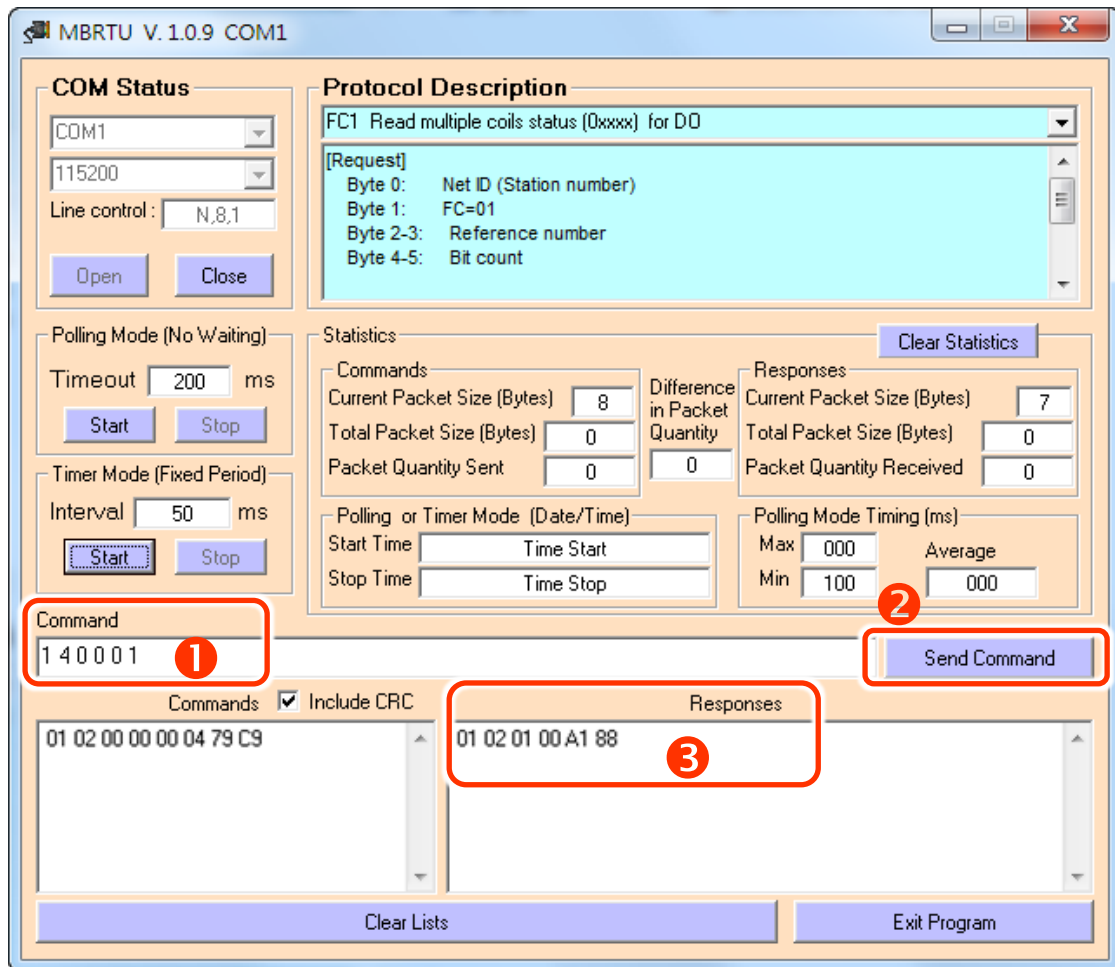 MBRTU V. 1.0.9 COM1
COM Status
COM1
115200
Line control : N,8,1
Open Close
Protocol Description
FC1 Read multiple coils status (0xxxx) for DO
[Request]
Byte 0: Net ID (Station number)
Byte 1: FC=01
Byte 2-3: Reference number
Byte 4-5: Bit count
Polling Mode (No Waiting)
Timeout 200 ms
Start Stop
Timer Mode (Fixed Period)
Interval 50 ms
Start Stop
Statistics
Clear Statistics
Commands
Current Packet Size (Bytes) 8
Total Packet Size (Bytes) 0
Packet Quantity Sent 0
Difference
in Packet
Quantity
0
Responses
Current Packet Size (Bytes) 7
Total Packet Size (Bytes) 0
Packet Quantity Received 0
Polling or Timer Mode (Date/Time)
Start Time Time Start
Stop Time Time Stop
Polling Mode Timing (ms)
Max 000
Min 100
Average
000
Command
1 4 0 0 0 1
1
2
Send Command
Commands Include CRC
01 02 00 00 00 04 79 C9
Responses
01 02 01 00 A1 88
3
Clear Lists
Exit Program